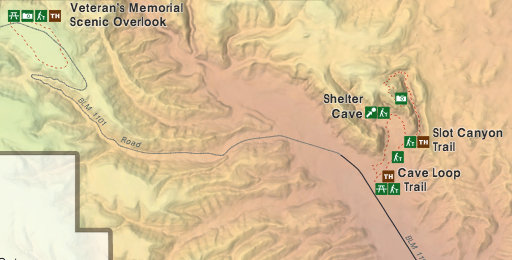 Veteran's Memorial
Scenic Overlook
TH
BLM 1101
Road
Shelter
Cave
Slot Canyon
Trail
TH
Cave Loop
Trail
TH